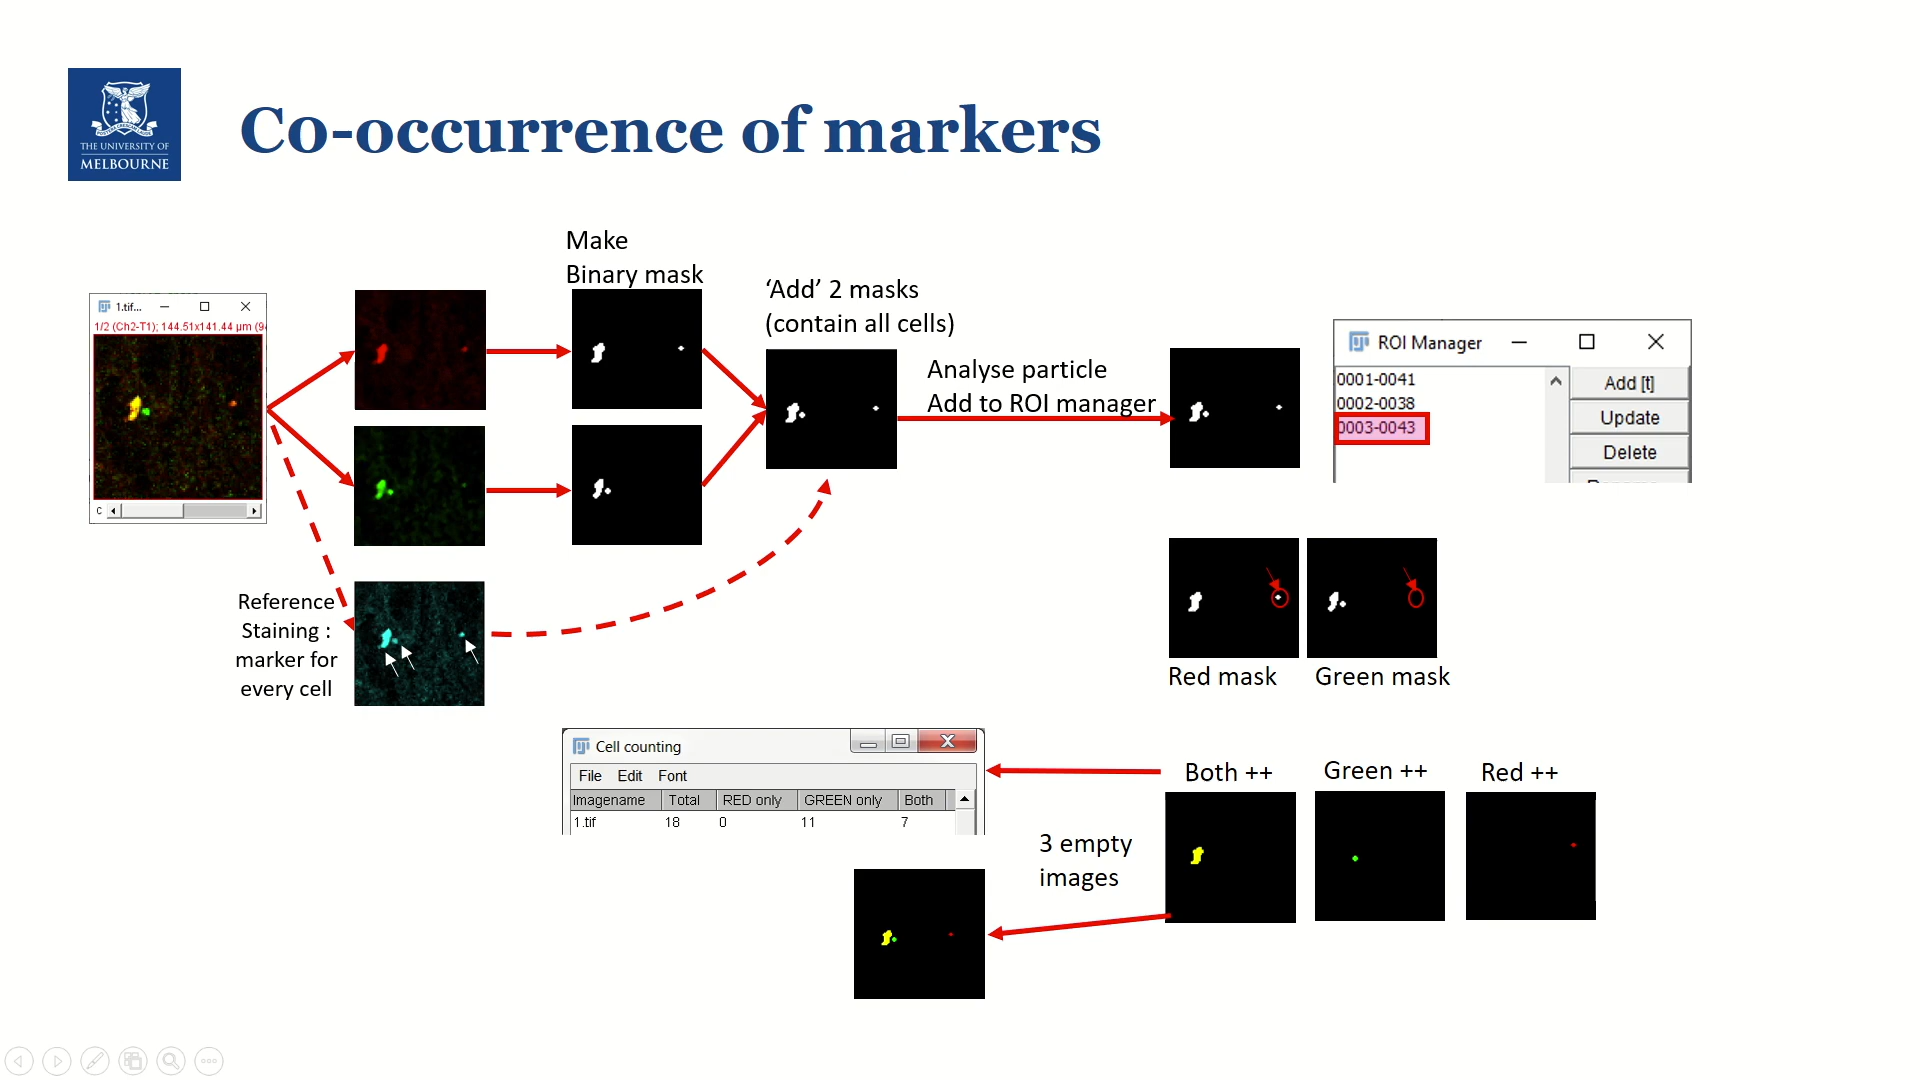 THE UNIVERSITY OF
MELBOURNE
Co-occurrence of markers
Make
Binary mask
‘Add’ 2 masks
(contain all cells)
1.tif...
1/2 (Ch2-T1); 144.51x141.44 µm (9
c
Analyse particle
Add to ROI manager
ROI Manager
0001-0041
0002-0038
0003-0043
Add [t]
Update
Delete
Reference
Staining :
marker for
every cell
Red mask
Green mask
Cell counting
File Edit Font
Imagename Total RED only GREEN only Both
1.tif 18 0 11 7
Both ++
Green ++
Red ++
3 empty
images